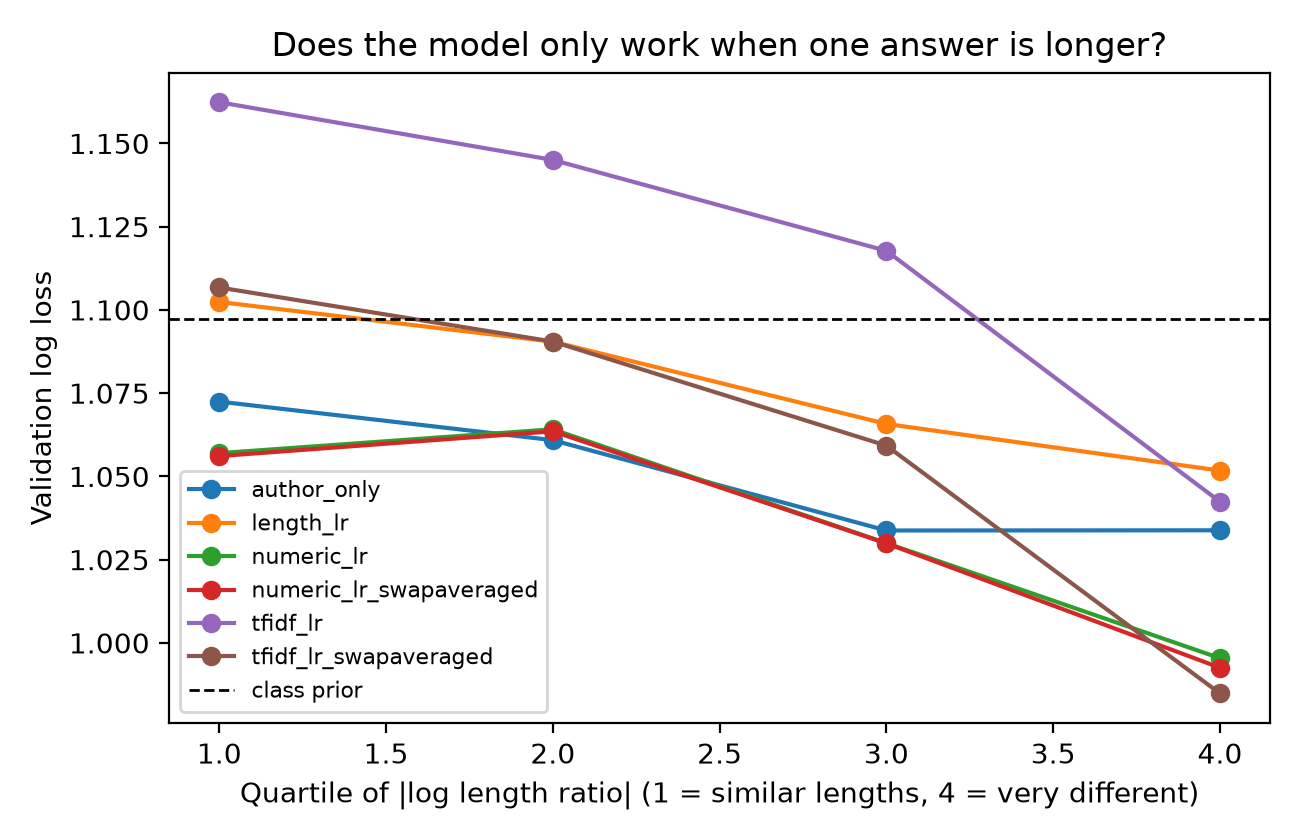 Does the model only work when one answer is longer?
Validation log loss
1.150
1.125
1.100
1.075
1.050
1.025
1.000
author_only
length_lr
numeric_lr
numeric_lr_swapaveraged
tfidf_lr
tfidf_lr_swapaveraged
class prior
1.0 1.5 2.0 2.5 3.0 3.5 4.0
Quartile of |log length ratio| (1 = similar lengths, 4 = very different)